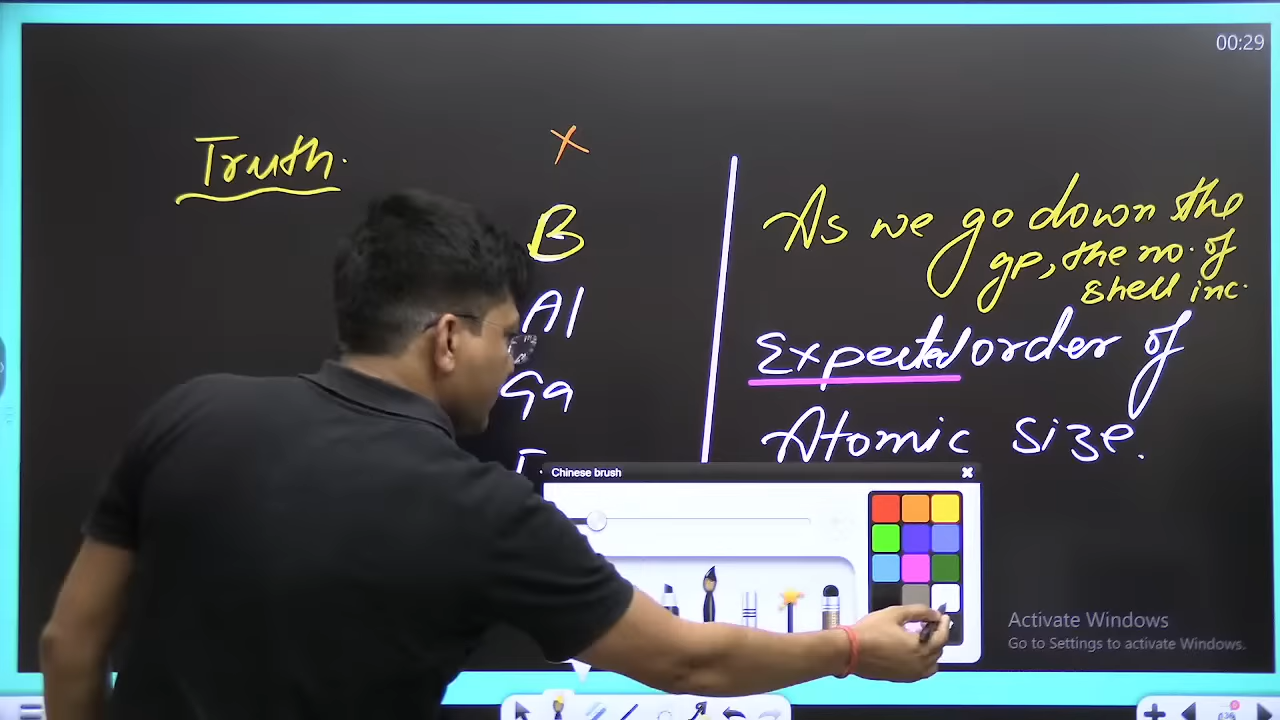 00:29
Truth.
x
B
Al
Ga
As we go down the
gp, the no. of
shell inc.
Expected order of
Atomic size.
Chinese brush
Activate Windows
Go to Settings to activate Windows.